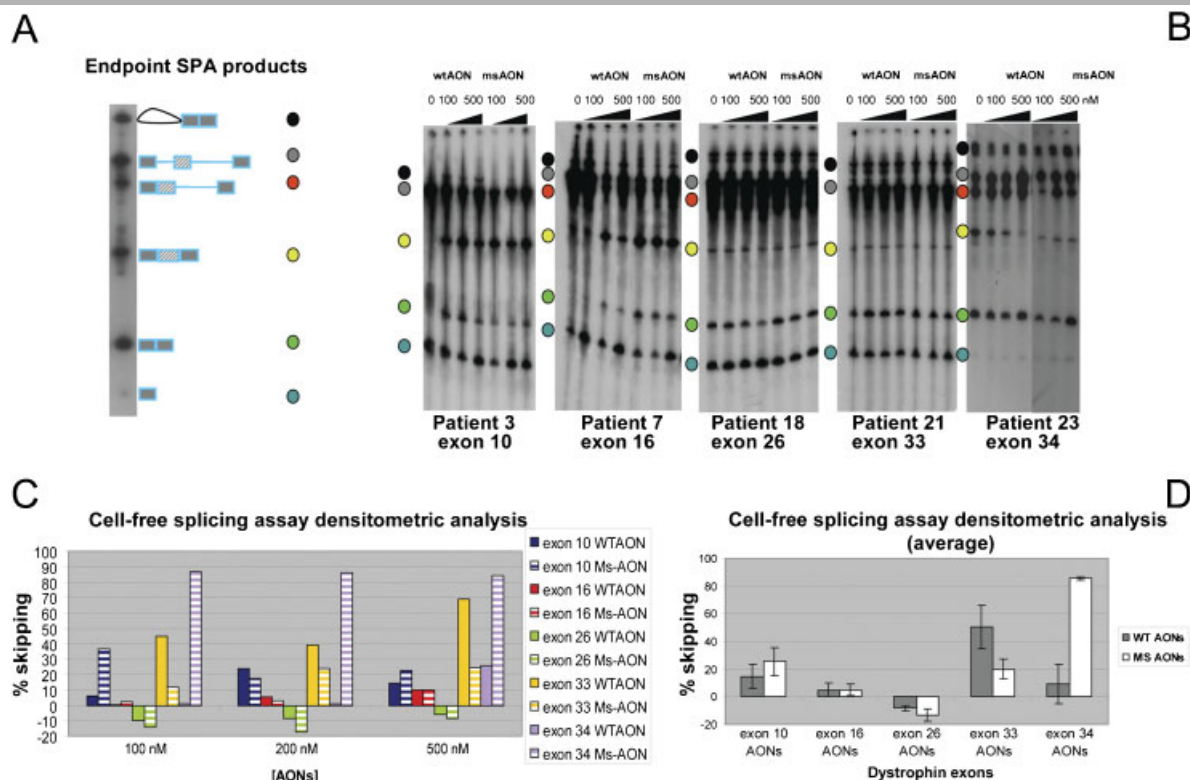 A
B
Endpoint SPA products
wtAON msAON
0 100 500 100 500
wtAON msAON
0 100 500 100 500
wtAON msAON
0 100 500 100 500
wtAON msAON
0 100 500 100 500
wtAON msAON
0 100 500 100 500 nM
Patient 3
exon 10
Patient 7
exon 16
Patient 18
exon 26
Patient 21
exon 33
Patient 23
exon 34
C
Cell-free splicing assay densitometric analysis
% skipping
100
90
80
70
60
50
40
30
20
10
0
-10
-20
100 nM
200 nM
500 nM
[AONs]
exon 10 WTAON
exon 10 Ms-AON
exon 16 WTAON
exon 16 Ms-AON
exon 26 WTAON
exon 26 Ms-AON
exon 33 WTAON
exon 33 Ms-AON
exon 34 WTAON
exon 34 Ms-AON
D
Cell-free splicing assay densitometric analysis
(average)
% skipping
100
80
60
40
20
0
-20
exon 10
AONs
exon 16
AONs
exon 26
AONs
exon 33
AONs
exon 34
AONs
Dystrophin exons
WT AONs
MS AONs